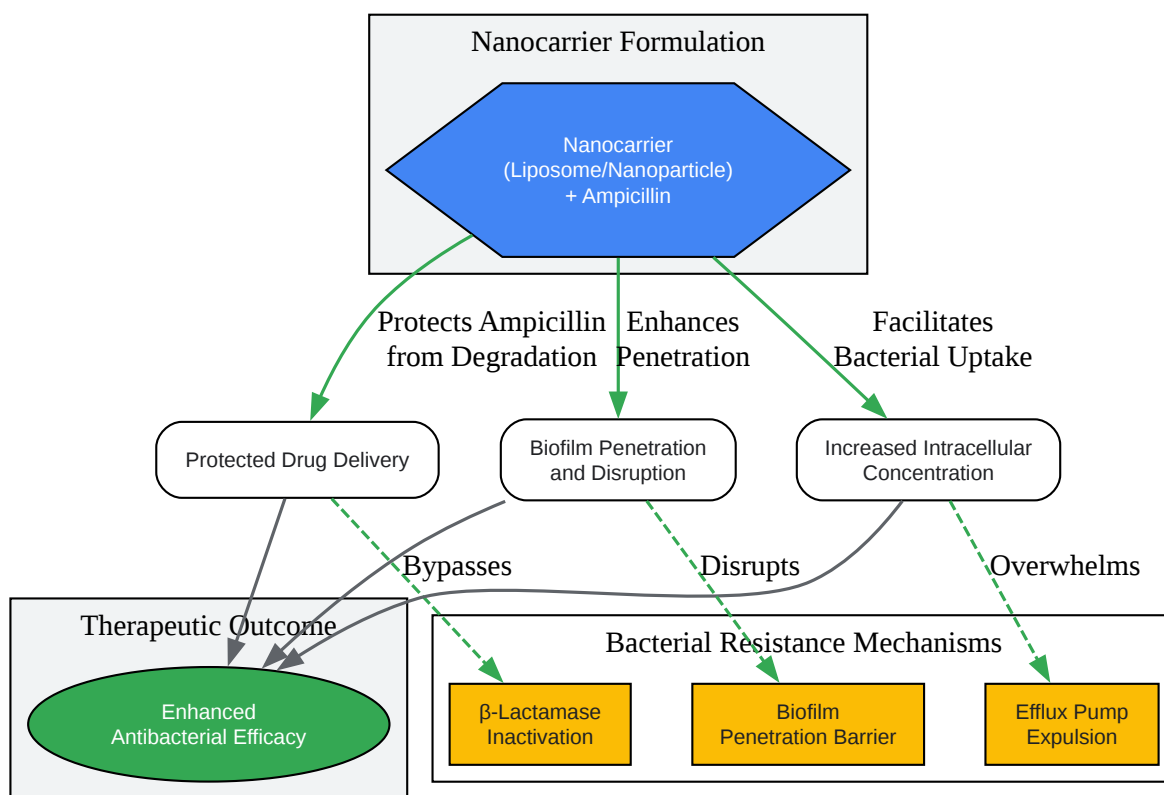 Nanocarrier Formulation
Nanocarrier
(Liposome/Nanoparticle)
+ Ampicillin
Protects Ampicillin
from Degradation
Enhances
Penetration
Facilitates
Bacterial Uptake
Protected Drug Delivery
Biofilm Penetration
and Disruption
Increased Intracellular
Concentration
Bypasses
Disrupts
Overwhelms
Therapeutic Outcome
Enhanced
Antibacterial Efficacy
Bacterial Resistance Mechanisms
β-Lactamase
Inactivation
Biofilm
Penetration Barrier
Efflux Pump
Expulsion